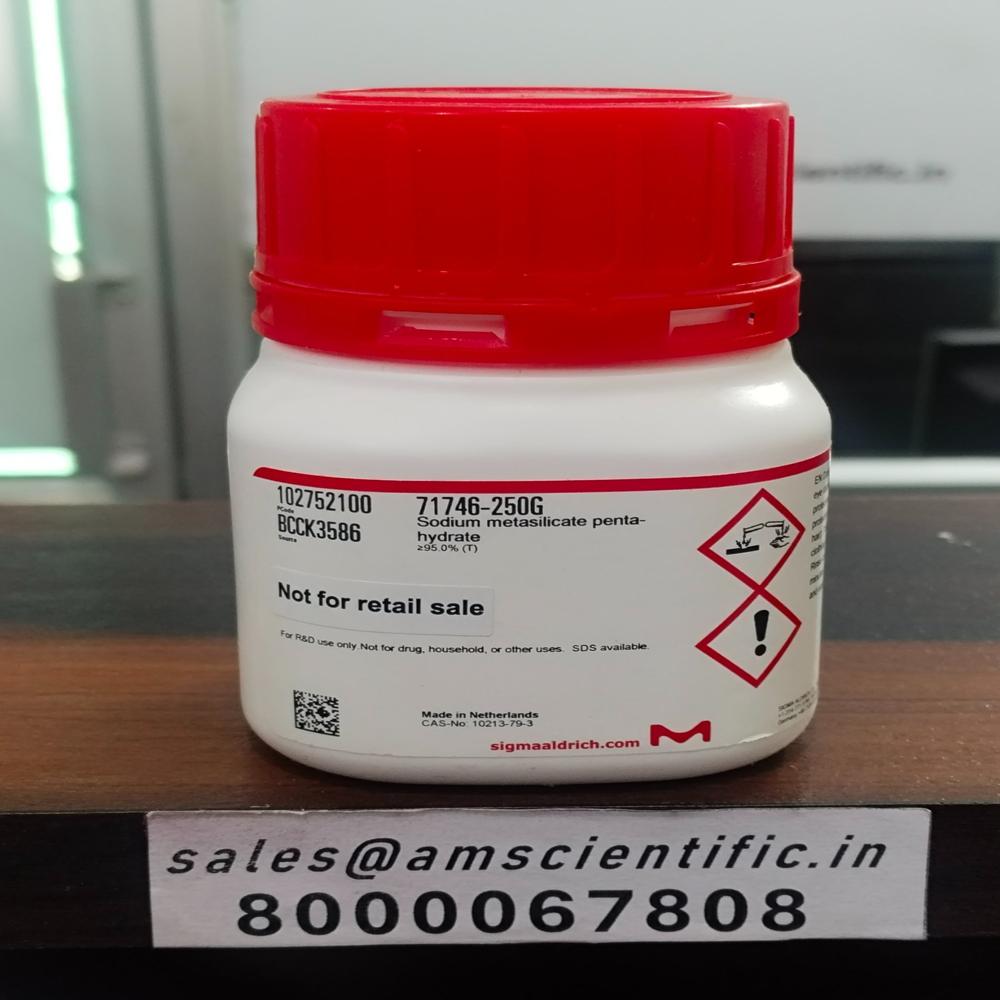 102752100
PCode
BCCK3586
Source
71746-250G
Sodium metasilicate penta-
hydrate
≥95.0% (T)
Not for retail sale
For R&D use only.Not for drug, household, or other uses. SDS available.
Made in Netherlands
CAS-No: 10213-79-3
sigmaaldrich.com
sales@amscientific.in
8000067808